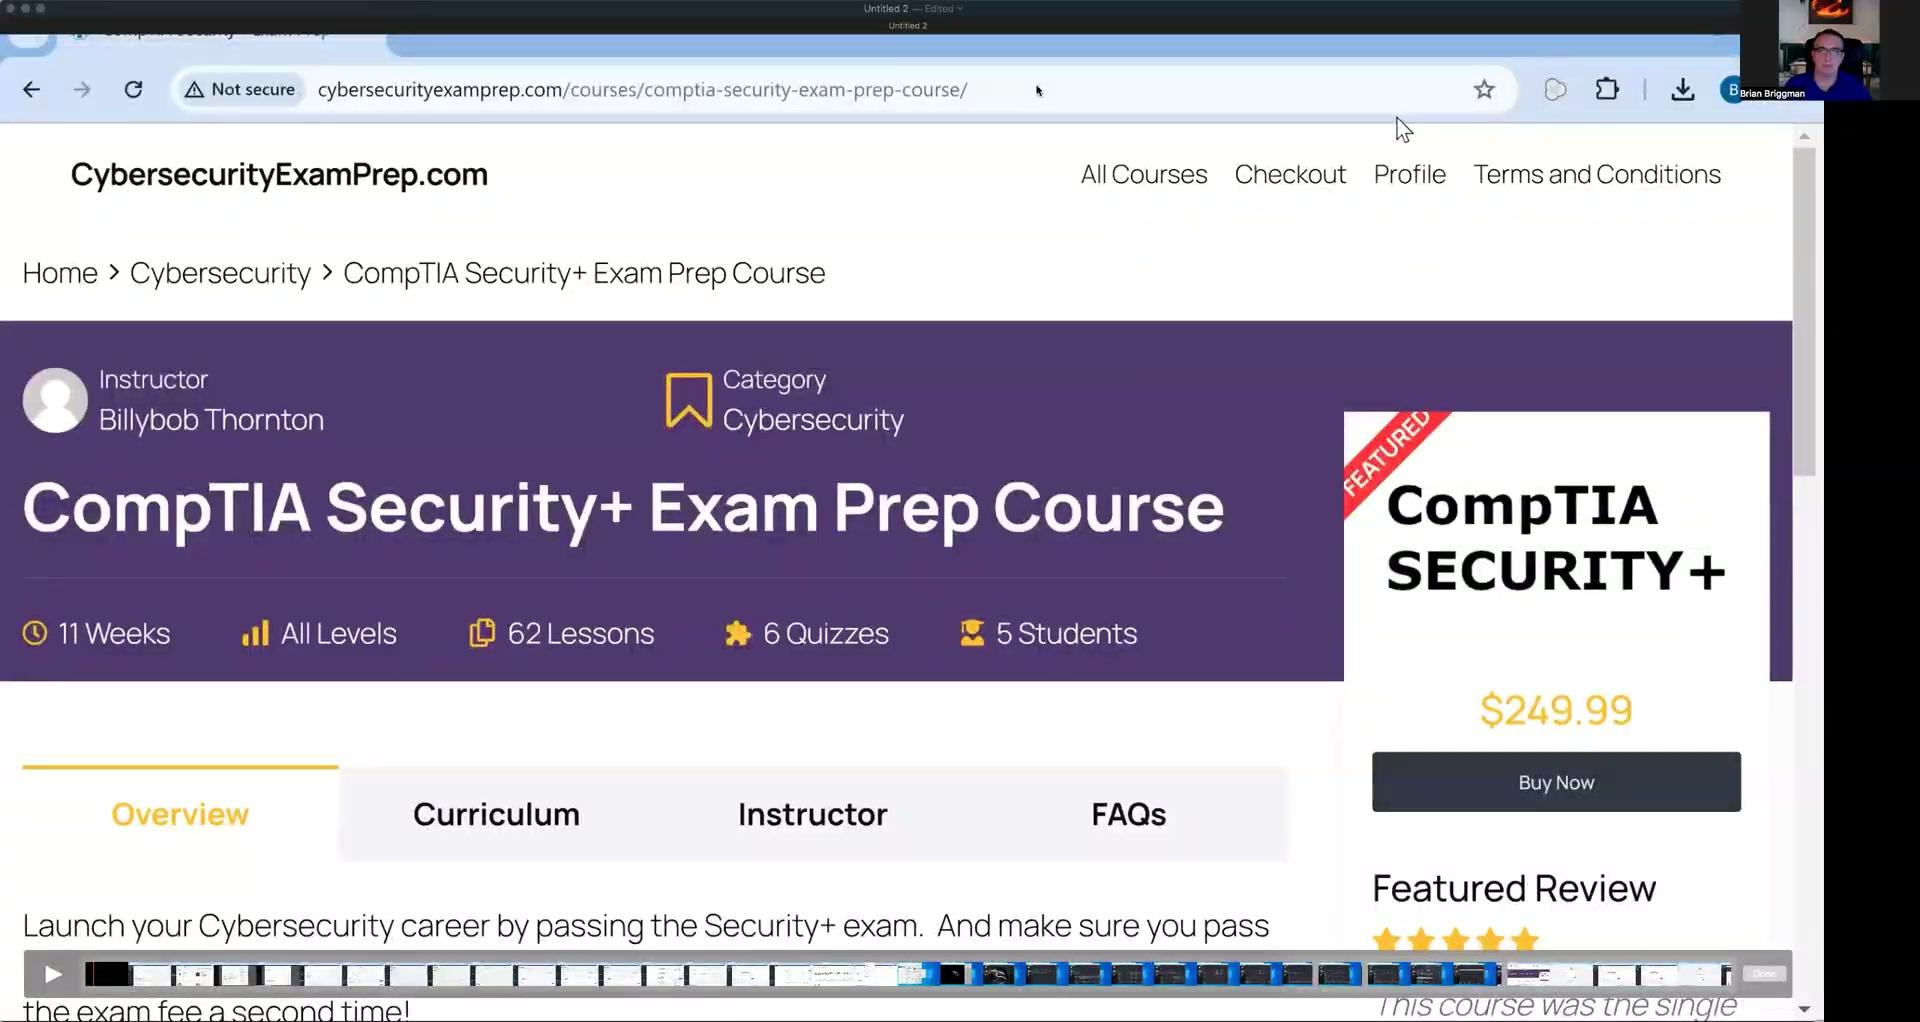 Untitled 2 — Edited
Untitled 2
Not secure
cybersecurityexamprep.com/courses/comptia-security-exam-prep-course/
B
Brian Briggman
CybersecurityExamPrep.com
All Courses
Checkout
Profile
Terms and Conditions
Home > Cybersecurity > CompTIA Security+ Exam Prep Course
Instructor
Billybob Thornton
Category
Cybersecurity
CompTIA Security+ Exam Prep Course
11 Weeks
All Levels
62 Lessons
6 Quizzes
5 Students
FEATURED
CompTIA
SECURITY+
$249.99
Buy Now
Overview
Curriculum
Instructor
FAQs
Launch your Cybersecurity career by passing the Security+ exam.  And make sure you pass
the exam fee a second time!
Featured Review
Done
This course was the single